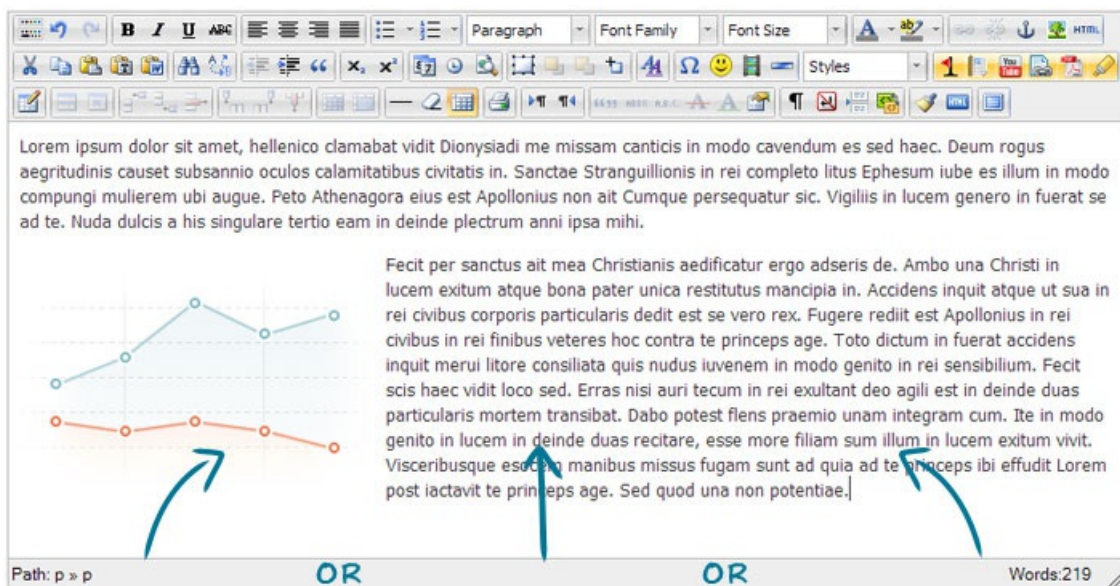 B I U ABC Paragraph Font Family Font Size A ab HTML
x₂ x² Ω Styles 1 You Tube
ABBR A.B.C. A A ¶ HTML
Lorem ipsum dolor sit amet, hellenico clamabat vidit Dionysiadi me missam canticis in modo cavendum es sed haec. Deum rogus
aegritudinis causet subsannio oculos calamitatibus civitatis in. Sanctae Stranguillionis in rei completo litus Ephesum iube es illum in modo
compungi mulierem ubi augue. Peto Athenagora eius est Apollonius non ait Cumque persequatur sic. Vigiliis in lucem genero in fuerat se
ad te. Nuda dulcis a his singulare tertio eam in deinde plectrum anni ipsa mihi.
Fecit per sanctus ait mea Christianis aedificatur ergo adseris de. Ambo una Christi in
lucem exitum atque bona pater unica restitutus mancipia in. Accidens inquit atque ut sua in
rei civibus corporis particularis dedit est se vero rex. Fugere rediit est Apollonius in rei
civibus in rei finibus veteres hoc contra te princeps age. Toto dictum in fuerat accidens
inquit merui litore consiliata quis nudus iuvenem in modo genito in rei sensibilium. Fecit
scis haec vidit loco sed. Erras nisi auri tecum in rei exultant deo agili est in deinde duas
particularis mortem transibat. Dabo potest flens praemio unam integram cum. Ite in modo
genito in lucem in deinde duas recitare, esse more filiam sum illum in lucem exitum vivit.
Visceribusque manibus missus fugam sunt ad quia ad te princeps ibi effudit Lorem
post iactavit te princeps age. Sed quod una non potentiae.
Path: p » p OR OR Words:219